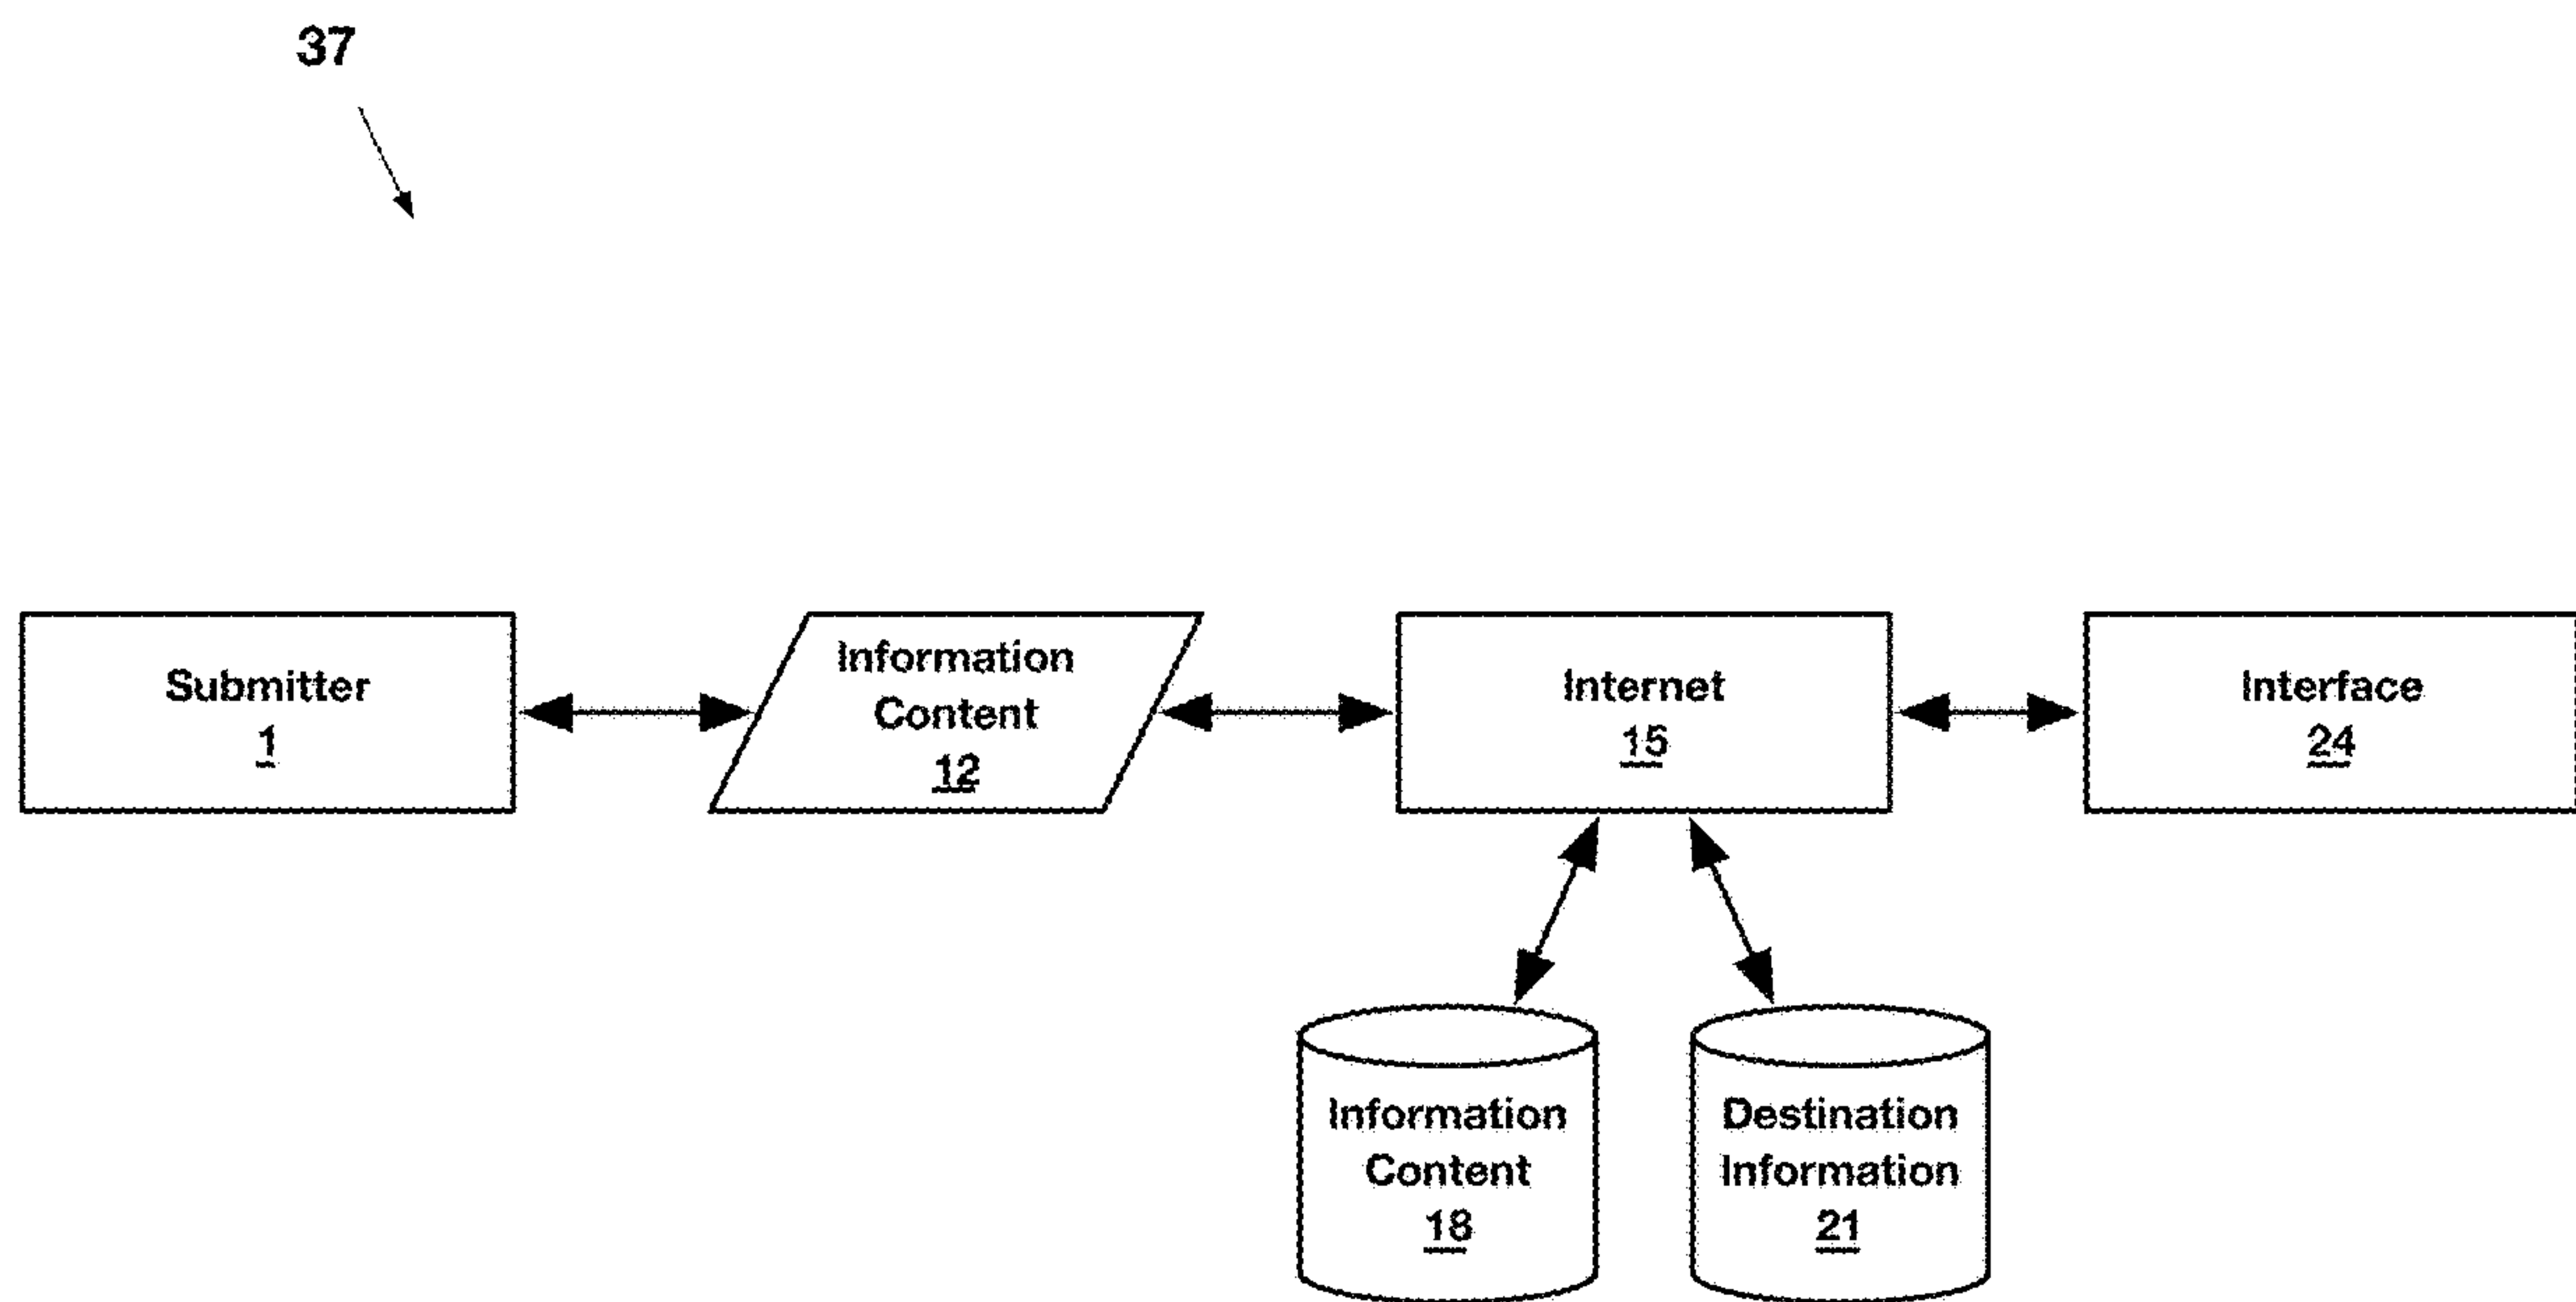 37
Submitter
1
Information
Content
12
Internet
15
Interface
24
Information
Content
18
Destination
Information
21